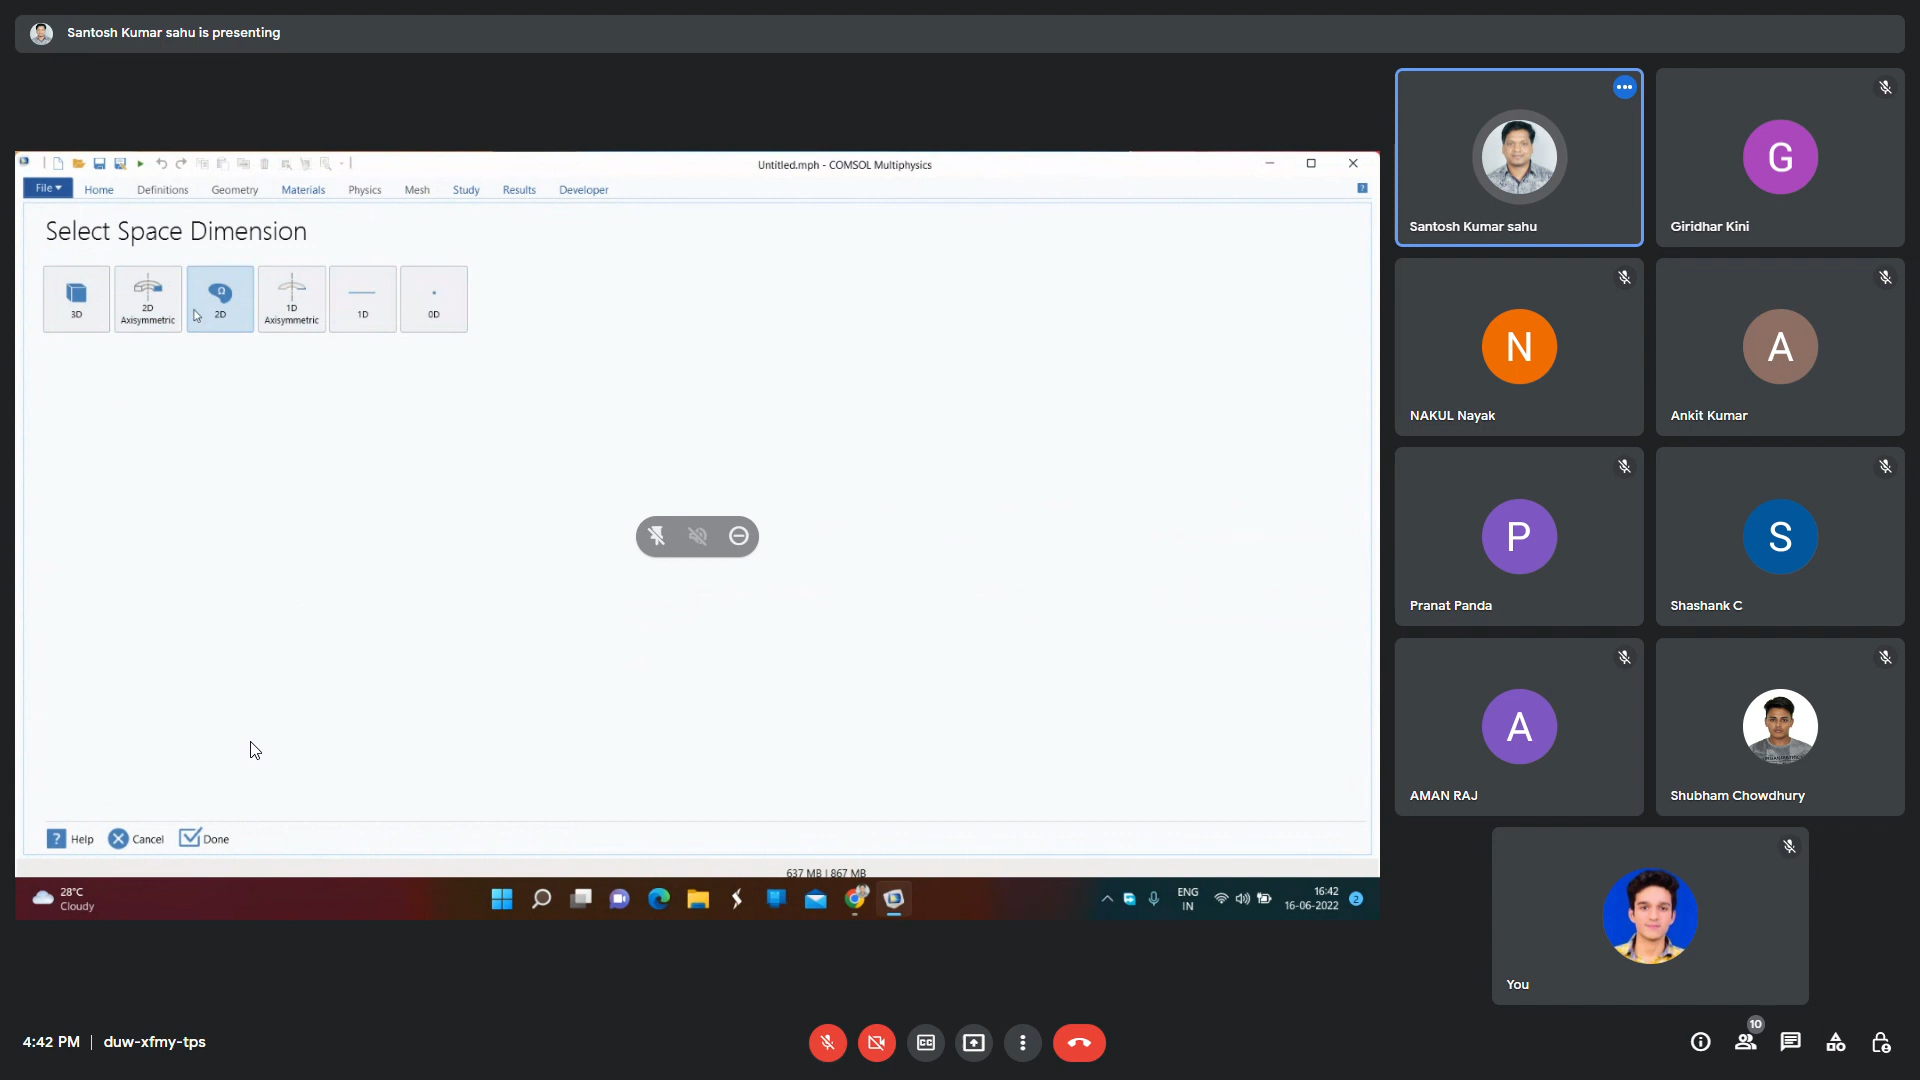 Santosh Kumar sahu is presenting
Untitled.mph - COMSOL Multiphysics
File Home Definitions Geometry Materials Physics Mesh Study Results Developer ?
Select Space Dimension
3D
2D
Axisymmetric
Ω
2D
1D
Axisymmetric
1D
0D
? Help Cancel Done
637 MB | 867 MB
28°C
Cloudy
ENG
IN
16:42
16-06-2022
2
Santosh Kumar sahu
G
Giridhar Kini
N
NAKUL Nayak
A
Ankit Kumar
P
Pranat Panda
S
Shashank C
A
AMAN RAJ
Shubham Chowdhury
You
4:42 PM | duw-xfmy-tps
CC
10